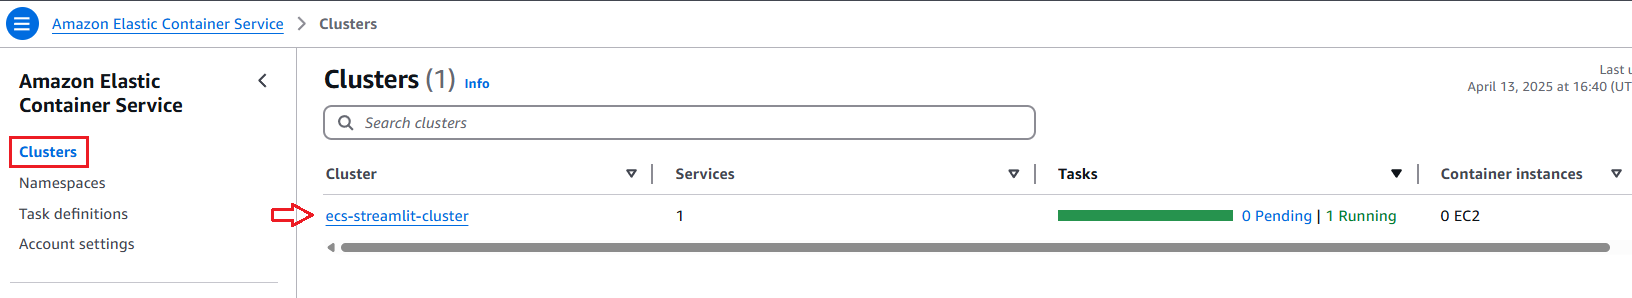 Amazon Elastic Container Service > Clusters
Amazon Elastic
Container Service
Clusters
Namespaces
Task definitions
Account settings
Clusters (1) Info
Last u
April 13, 2025 at 16:40 (UT
Search clusters
Cluster Services Tasks Container instances
ecs-streamlit-cluster 1 0 Pending | 1 Running 0 EC2